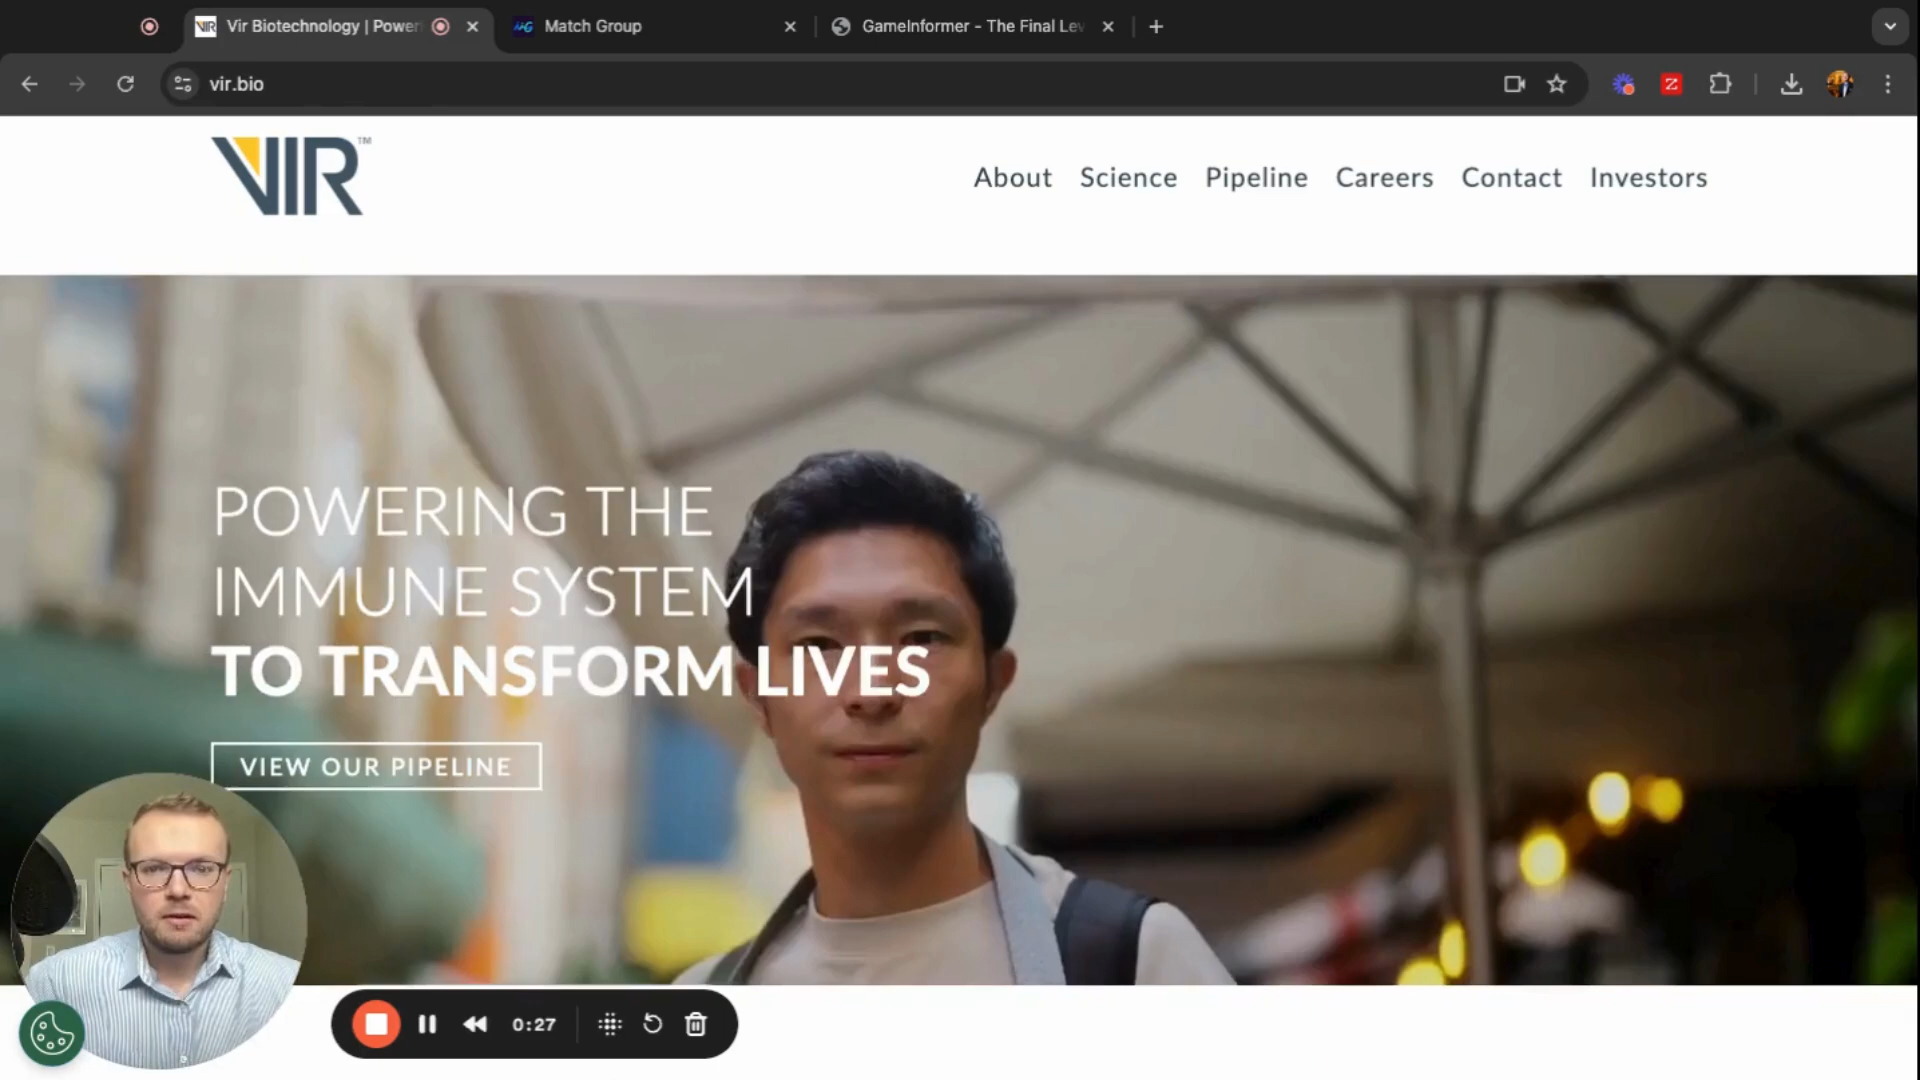 Vir Biotechnology | Power
Match Group
GameInformer - The Final Lev
vir.bio
VIR™
About
Science
Pipeline
Careers
Contact
Investors
POWERING THE
IMMUNE SYSTEM
TO TRANSFORM LIVES
VIEW OUR PIPELINE
0:27